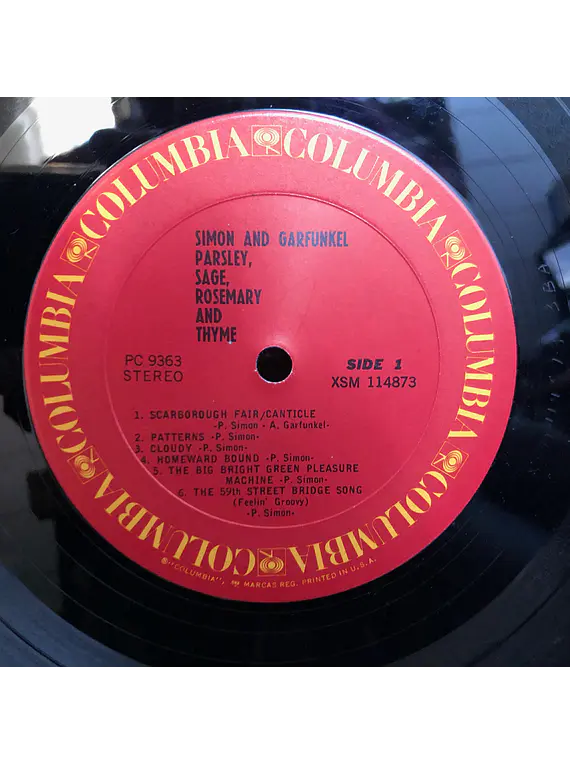 COLUMBIA COLUMBIA COLUMBIA COLUMBIA COLUMBIA COLUMBIA
SIMON AND GARFUNKEL
PARSLEY,
SAGE,
ROSEMARY
AND
THYME
PC 9363
STEREO
SIDE 1
XSM 114873
1. SCARBOROUGH FAIR/CANTICLE
-P. Simon - A. Garfunkel-
2. PATTERNS -P. Simon-
3. CLOUDY -P. Simon-
4. HOMEWARD BOUND -P. Simon-
5. THE BIG BRIGHT GREEN PLEASURE
MACHINE -P. Simon-
6. THE 59th STREET BRIDGE SONG
(Feelin' Groovy)
-P. Simon-
®"COLUMBIA", MARCAS REG. PRINTED IN U.S.A.